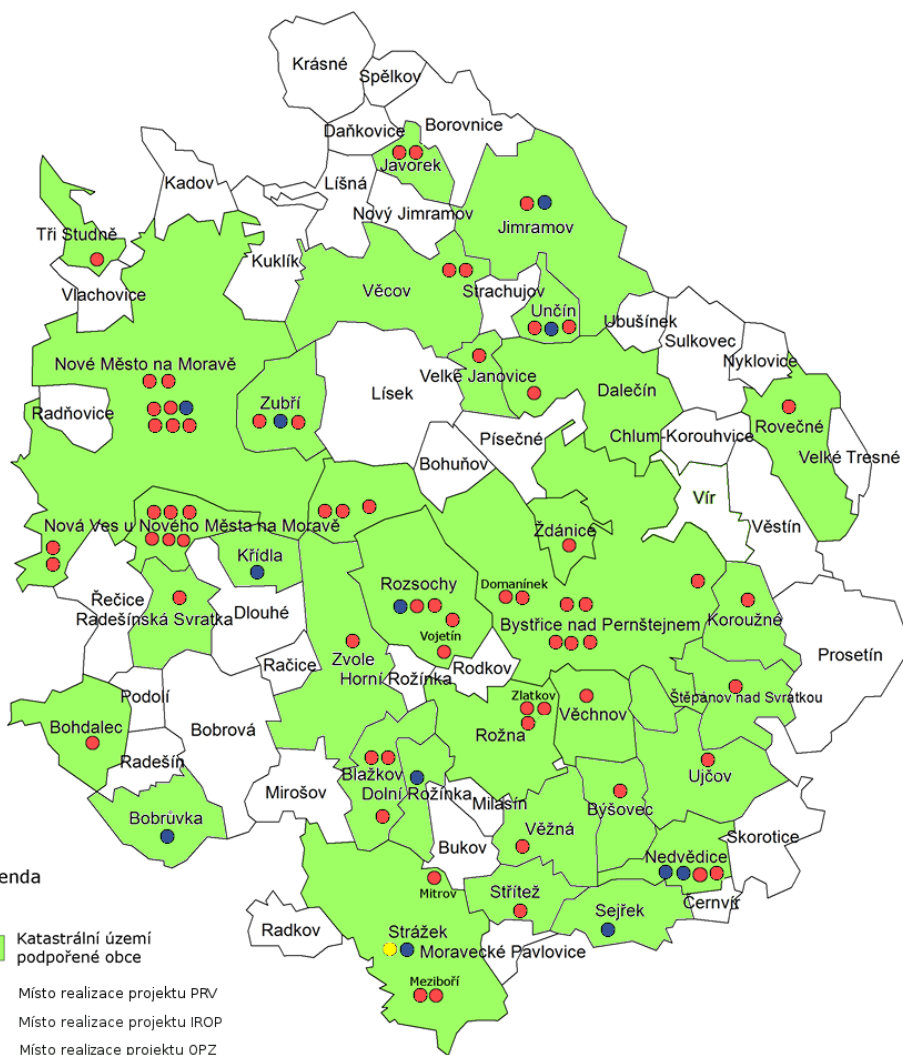 Krásné
Spělkov
Daňkovice
Borovnice
Javorek
Kadov
Líšná
Nový Jimramov
Jimramov
Tři Studně
Kuklík
Vlachovice
Věcov
Strachujov
Unčín
Ubušínek
Sulkovec
Nyklovice
Nové Město na Moravě
Velké Janovice
Dalečín
Lísek
Radňovice
Zubří
Rovečné
Písečné
Chlum-Korouhvice
Velké Tresné
Bohuňov
Vír
Věstín
Nová Ves u Nového Města na Moravě
Ždánice
Křídla
Rozsochy
Domanínek
Řečice
Dlouhé
Radešínská Svratka
Bystřice nad Pernštejnem
Koroužné
Vojetín
Zvole
Prosetín
Račice
Rodkov
Horní Rožínka
Podolí
Zlatkov
Štěpánov nad Svratkou
Věchnov
Bohdalec
Bobrová
Rožná
Radešín
Blažkov
Ujčov
Mirošov
Dolní Rožínka
Milasín
Býšovec
Bobrůvka
Věžná
Skorotice
Bukov
Nedvědice
enda
Mitrov
Střítež
Černvír
Sejřek
Radkov
Strážek
Katastrální území
podpořené obce
Moravecké Pavlovice
Meziboří
Místo realizace projektu PRV
Místo realizace projektu IROP
Místo realizace projektu OPZ